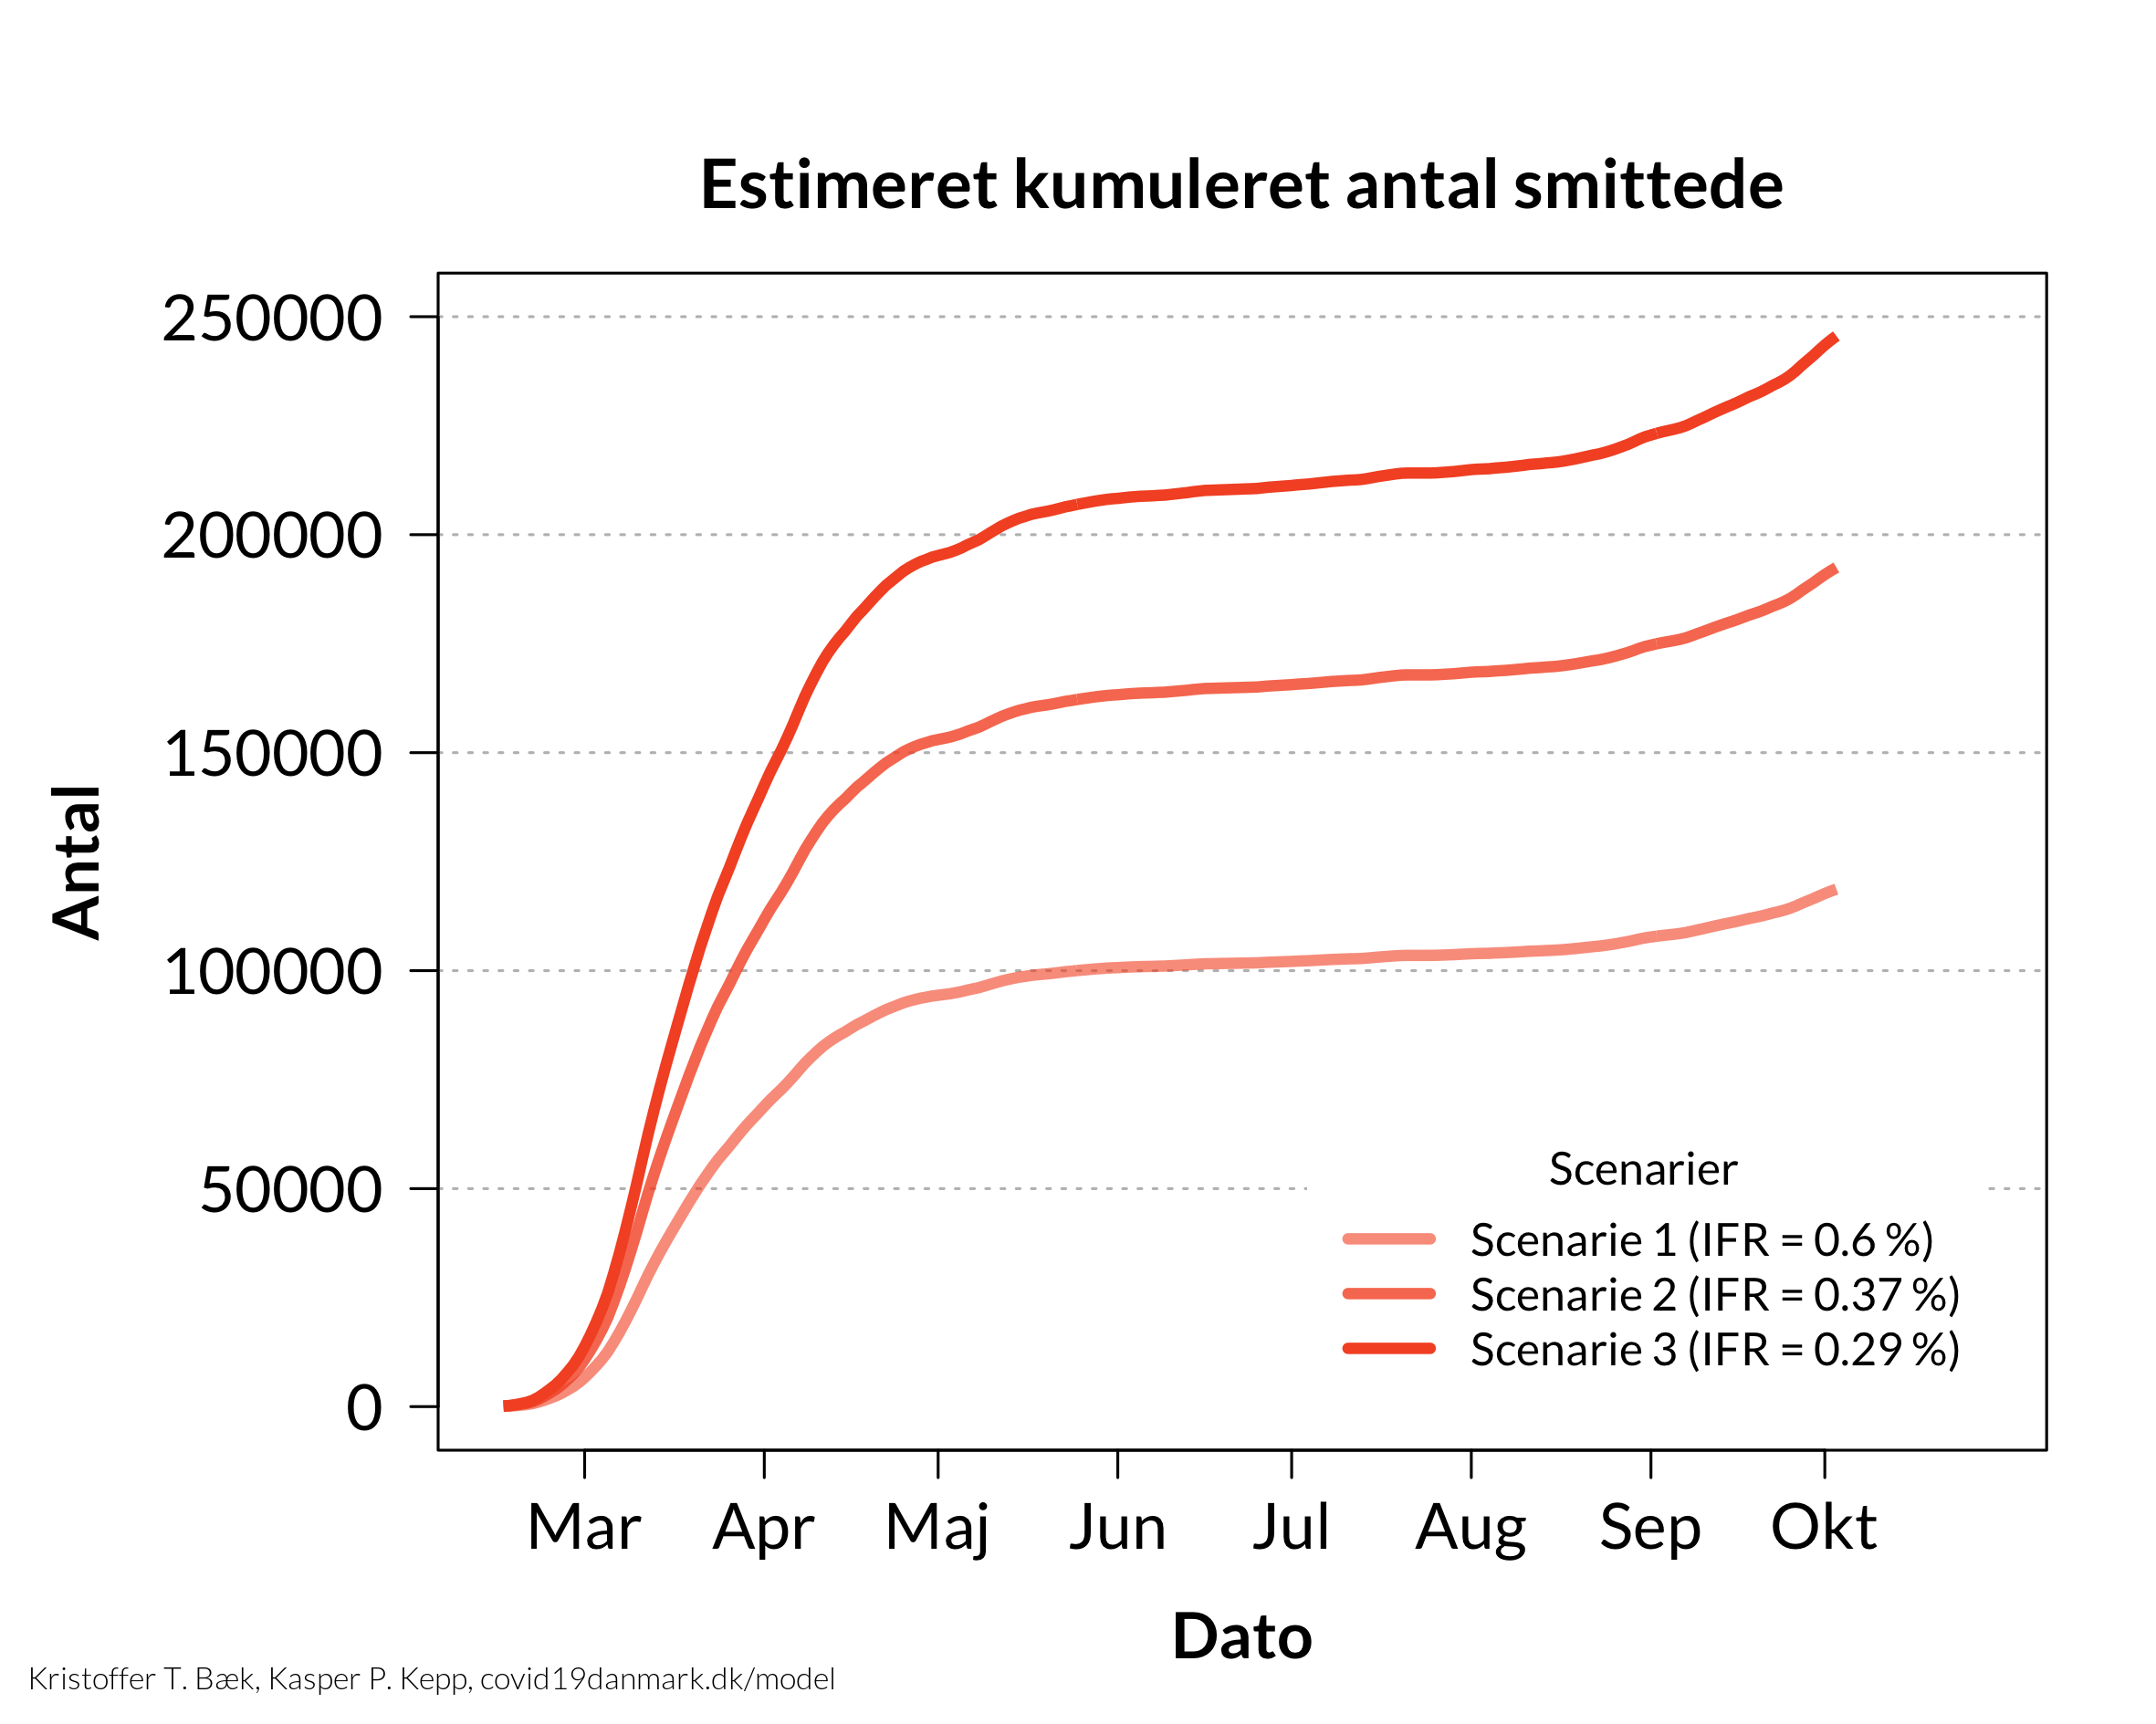 Estimeret kumuleret antal smittede
250000
200000
150000
100000
50000
0
Antal
Scenarier
Scenarie 1 (IFR = 0.6 %)
Scenarie 2 (IFR = 0.37 %)
Scenarie 3 (IFR = 0.29 %)
Mar Apr Maj Jun Jul Aug Sep Okt
Dato
Kristoffer T. Bæk, Kasper P. Kepp, covid19danmark.dk/model